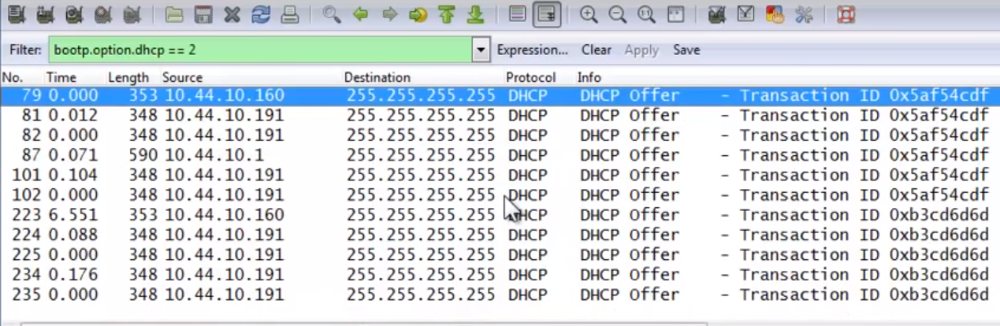 Filter: bootp.option.dhcp == 2 Expression... Clear Apply Save
No. Time Length Source Destination Protocol Info
79 0.000 353 10.44.10.160 255.255.255.255 DHCP DHCP Offer - Transaction ID 0x5af54cdf
81 0.012 348 10.44.10.191 255.255.255.255 DHCP DHCP Offer - Transaction ID 0x5af54cdf
82 0.000 348 10.44.10.191 255.255.255.255 DHCP DHCP Offer - Transaction ID 0x5af54cdf
87 0.071 590 10.44.10.1 255.255.255.255 DHCP DHCP Offer - Transaction ID 0x5af54cdf
101 0.104 348 10.44.10.191 255.255.255.255 DHCP DHCP Offer - Transaction ID 0x5af54cdf
102 0.000 348 10.44.10.191 255.255.255.255 DHCP DHCP Offer - Transaction ID 0x5af54cdf
223 6.551 353 10.44.10.160 255.255.255.255 DHCP DHCP Offer - Transaction ID 0xb3cd6d6d
224 0.088 348 10.44.10.191 255.255.255.255 DHCP DHCP Offer - Transaction ID 0xb3cd6d6d
225 0.000 348 10.44.10.191 255.255.255.255 DHCP DHCP Offer - Transaction ID 0xb3cd6d6d
234 0.176 348 10.44.10.191 255.255.255.255 DHCP DHCP Offer - Transaction ID 0xb3cd6d6d
235 0.000 348 10.44.10.191 255.255.255.255 DHCP DHCP Offer - Transaction ID 0xb3cd6d6d